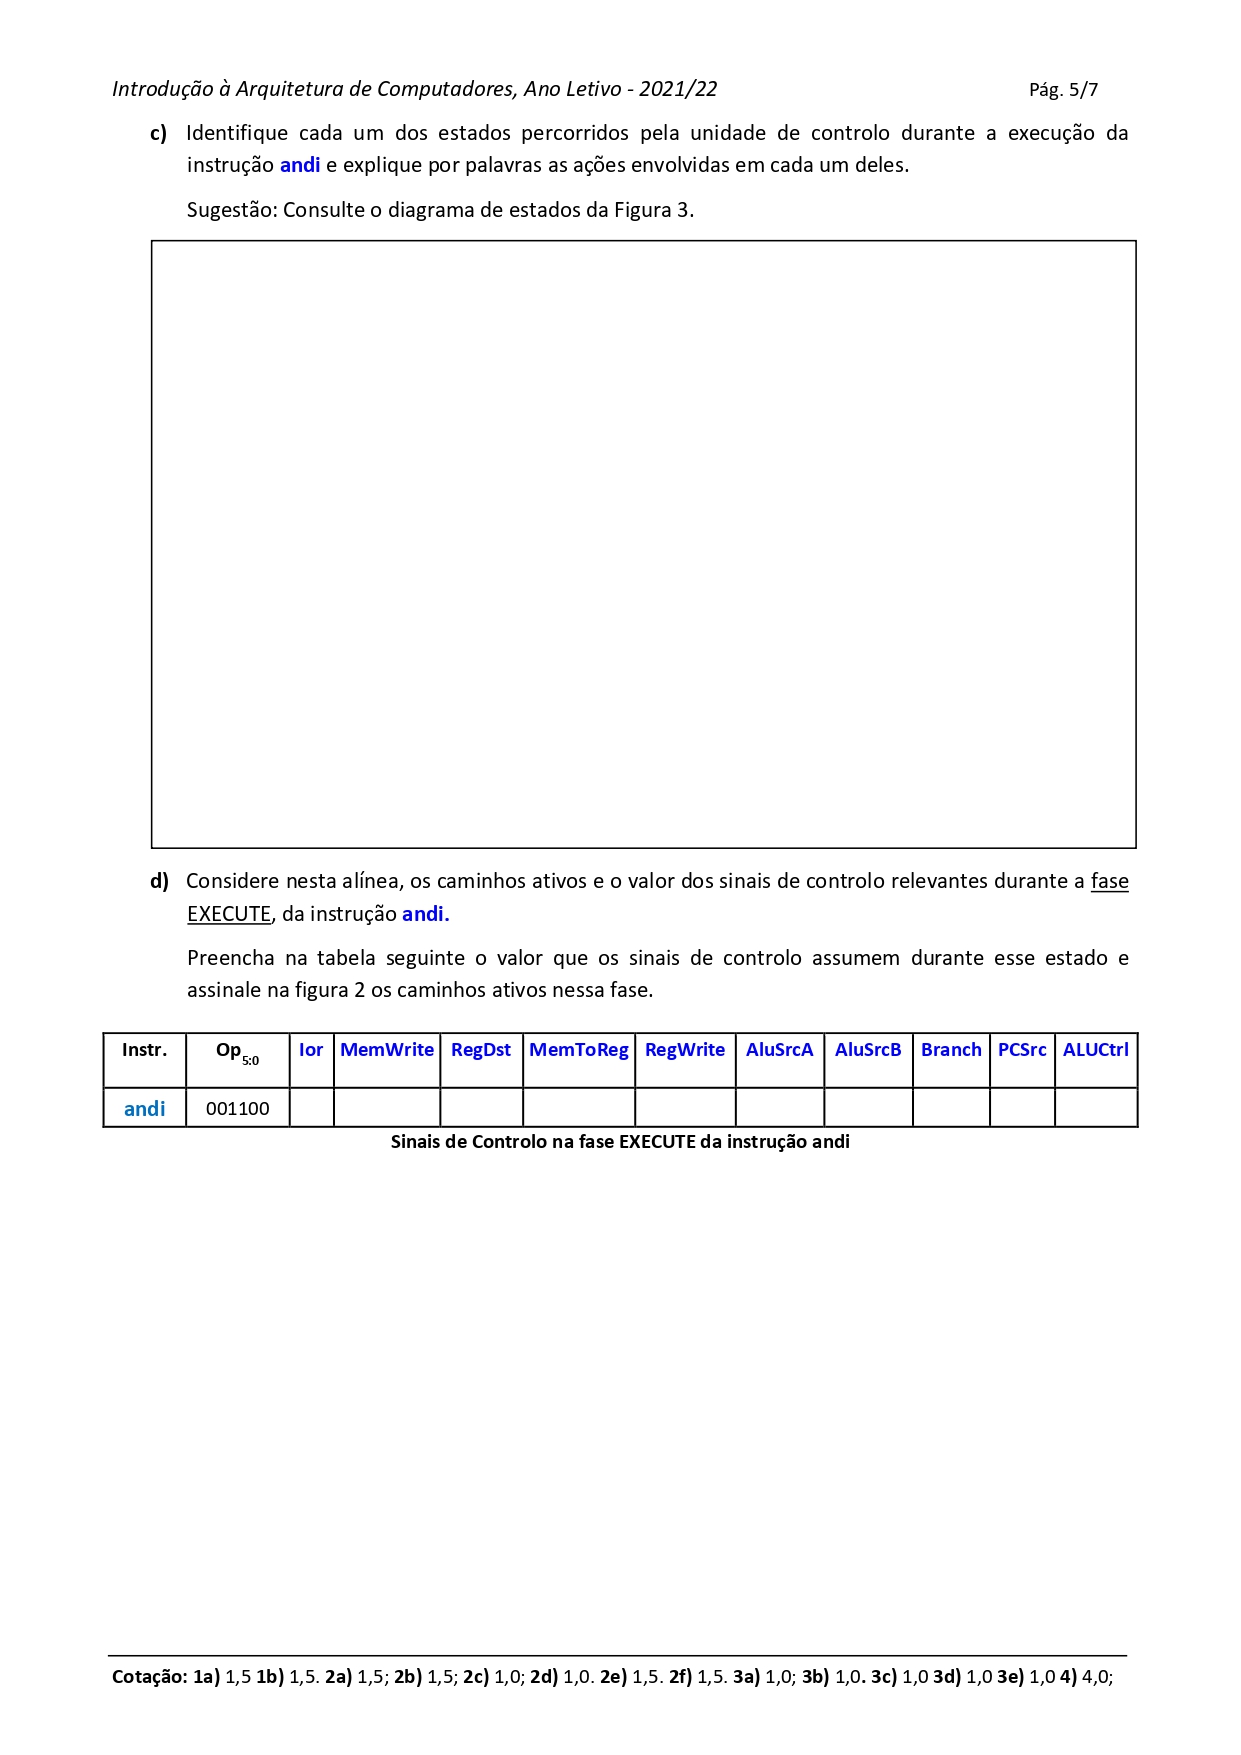 Introdução à Arquitetura de Computadores, Ano Letivo - 2021/22 Pág. 5/7
c) Identifique cada um dos estados percorridos pela unidade de controlo durante a execução da
instrução andi e explique por palavras as ações envolvidas em cada um deles.
Sugestão: Consulte o diagrama de estados da Figura 3.
d) Considere nesta alínea, os caminhos ativos e o valor dos sinais de controlo relevantes durante a fase
EXECUTE, da instrução andi.
Preencha na tabela seguinte o valor que os sinais de controlo assumem durante esse estado e
assinale na figura 2 os caminhos ativos nessa fase.
Instr. Op5:0 Ior MemWrite RegDst MemToReg RegWrite AluSrcA AluSrcB Branch PCSrc ALUCtrl
andi 001100
Sinais de Controlo na fase EXECUTE da instrução andi
Cotação: 1a) 1,5 1b) 1,5. 2a) 1,5; 2b) 1,5; 2c) 1,0; 2d) 1,0. 2e) 1,5. 2f) 1,5. 3a) 1,0; 3b) 1,0. 3c) 1,0 3d) 1,0 3e) 1,0 4) 4,0;